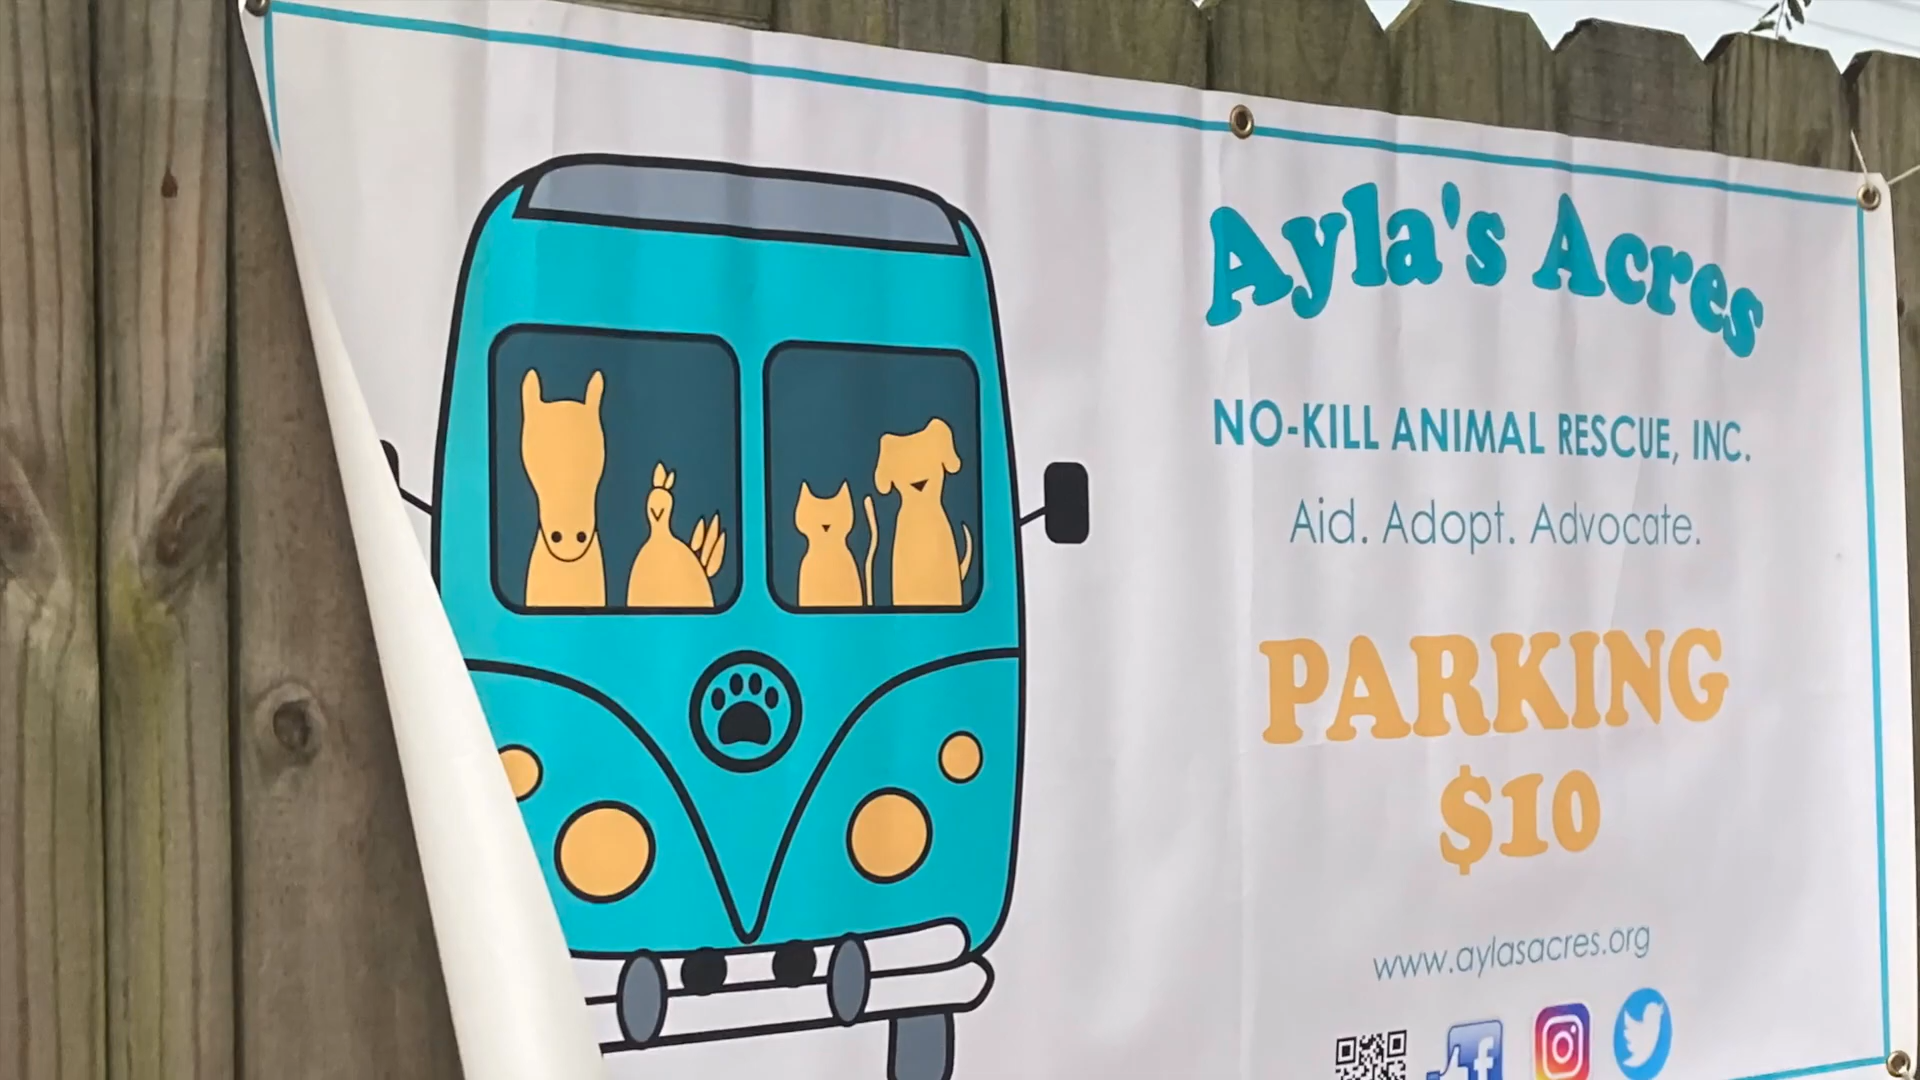 Ayla's Acres
NO-KILL ANIMAL RESCUE, INC.
Aid. Adopt. Advocate.
PARKING
$10
www.aylasacres.org
f